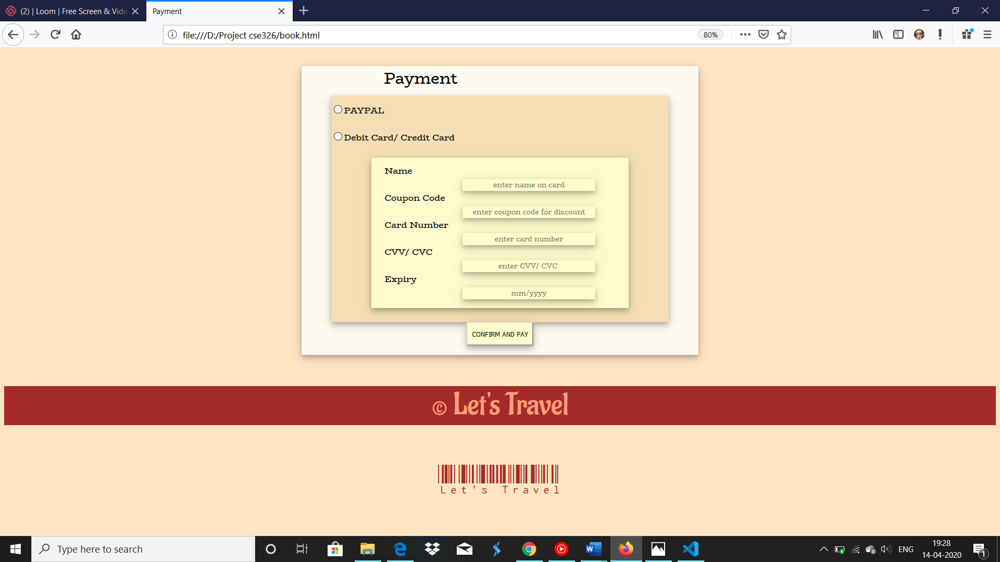 (2) | Loom | Free Screen & Vide
Payment
file:///D:/Project cse326/book.html
80%
Payment
PAYPAL
Debit Card/ Credit Card
Name
enter name on card
Coupon Code
enter coupon code for discount
Card Number
enter card number
CVV/ CVC
enter CVV/ CVC
Expiry
mm/yyyy
CONFIRM AND PAY
© Let's Travel
Let's Travel
Type here to search
ENG
19:28
14-04-2020
1